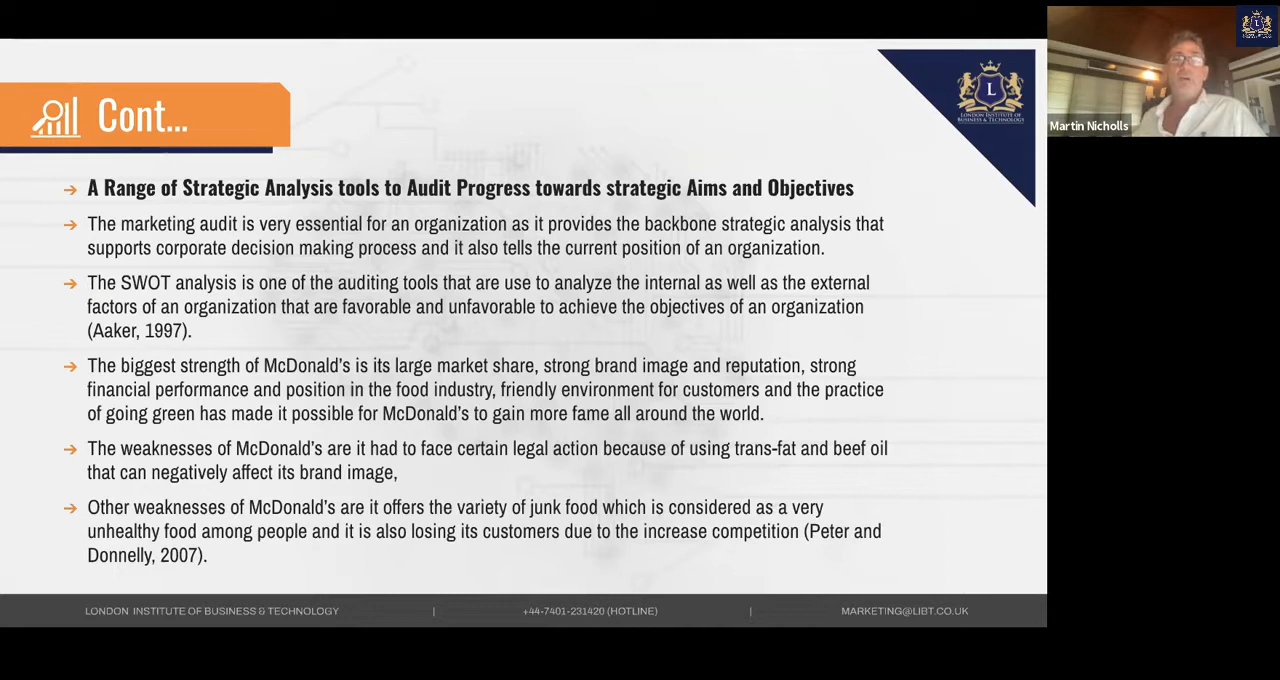 Cont...
L
LONDON INSTITUTE OF
BUSINESS & TECHNOLOGY
Martin Nicholls
A Range of Strategic Analysis tools to Audit Progress towards strategic Aims and Objectives
The marketing audit is very essential for an organization as it provides the backbone strategic analysis that
supports corporate decision making process and it also tells the current position of an organization.
The SWOT analysis is one of the auditing tools that are use to analyze the internal as well as the external
factors of an organization that are favorable and unfavorable to achieve the objectives of an organization
(Aaker, 1997).
The biggest strength of McDonald's is its large market share, strong brand image and reputation, strong
financial performance and position in the food industry, friendly environment for customers and the practice
of going green has made it possible for McDonald's to gain more fame all around the world.
The weaknesses of McDonald's are it had to face certain legal action because of using trans-fat and beef oil
that can negatively affect its brand image,
Other weaknesses of McDonald's are it offers the variety of junk food which is considered as a very
unhealthy food among people and it is also losing its customers due to the increase competition (Peter and
Donnelly, 2007).
LONDON INSTITUTE OF BUSINESS & TECHNOLOGY | +44-7401-231420 (HOTLINE) | MARKETING@LIBT.CO.UK